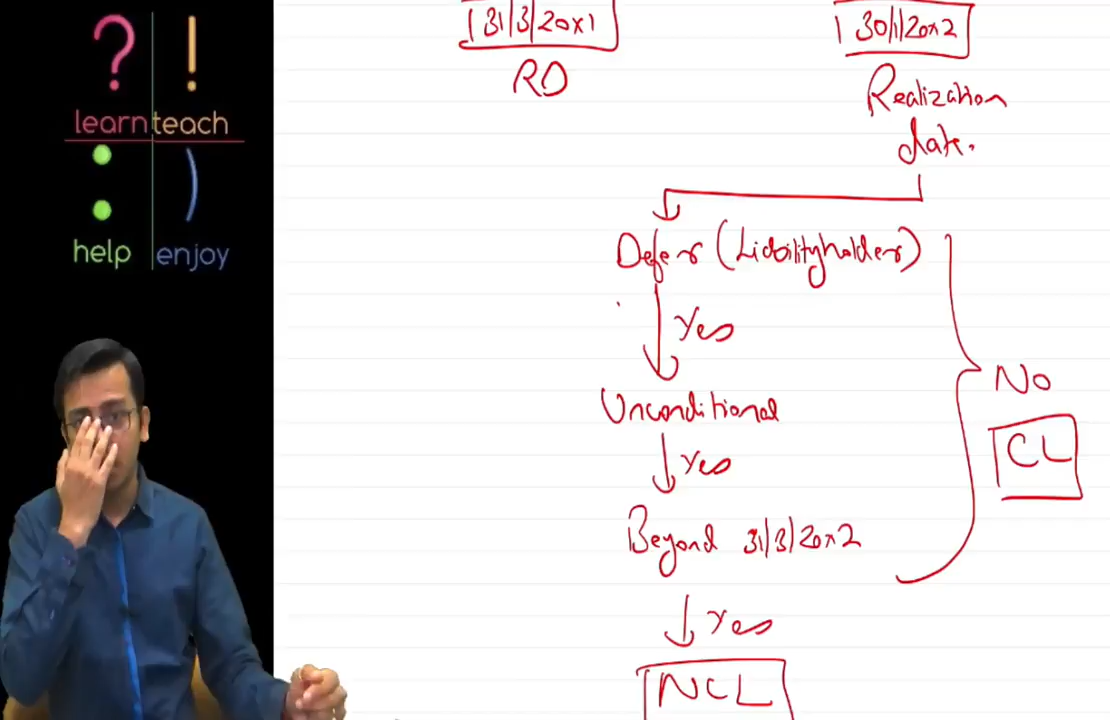 ? !
learn teach
: )
help enjoy
31/3/20x1
RD
30/1/20x2
Realization
date.
Defer (Liabilityholder)
Yes
Unconditional
Yes
Beyond 31/3/20x2
Yes
NCL
No
CL